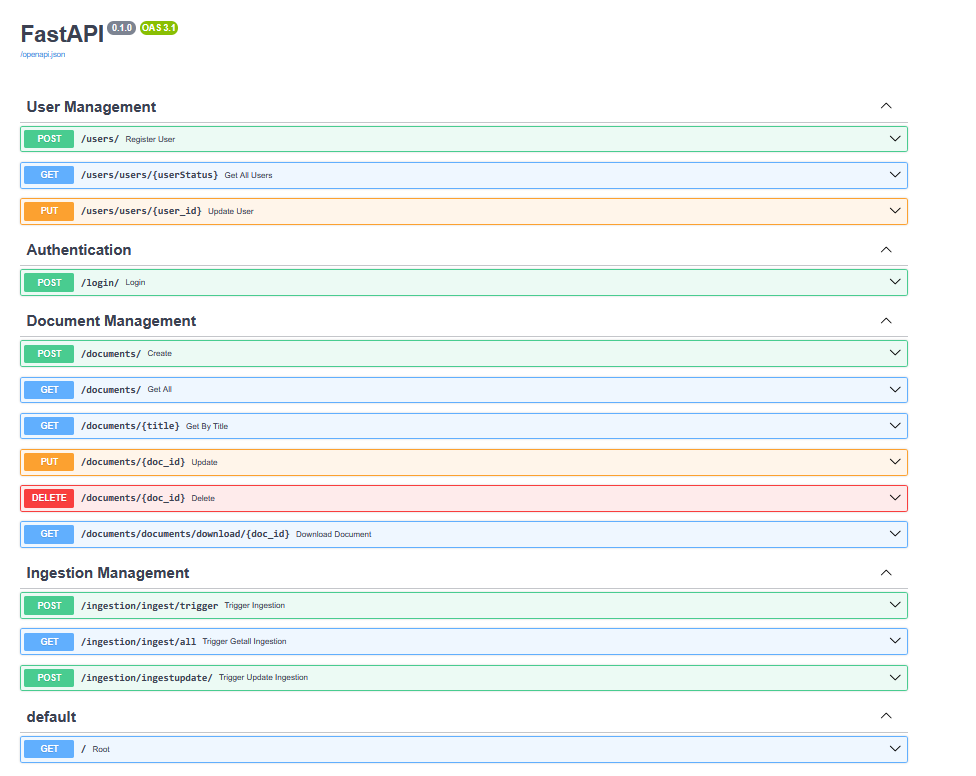 FastAPI 0.1.0 OAS 3.1
/openapi.json
User Management
POST /users/ Register User
GET /users/users/{userStatus} Get All Users
PUT /users/users/{user_id} Update User
Authentication
POST /login/ Login
Document Management
POST /documents/ Create
GET /documents/ Get All
GET /documents/{title} Get By Title
PUT /documents/{doc_id} Update
DELETE /documents/{doc_id} Delete
GET /documents/documents/download/{doc_id} Download Document
Ingestion Management
POST /ingestion/ingest/trigger Trigger Ingestion
GET /ingestion/ingest/all Trigger Getall Ingestion
POST /ingestion/ingestupdate/ Trigger Update Ingestion
default
GET / Root